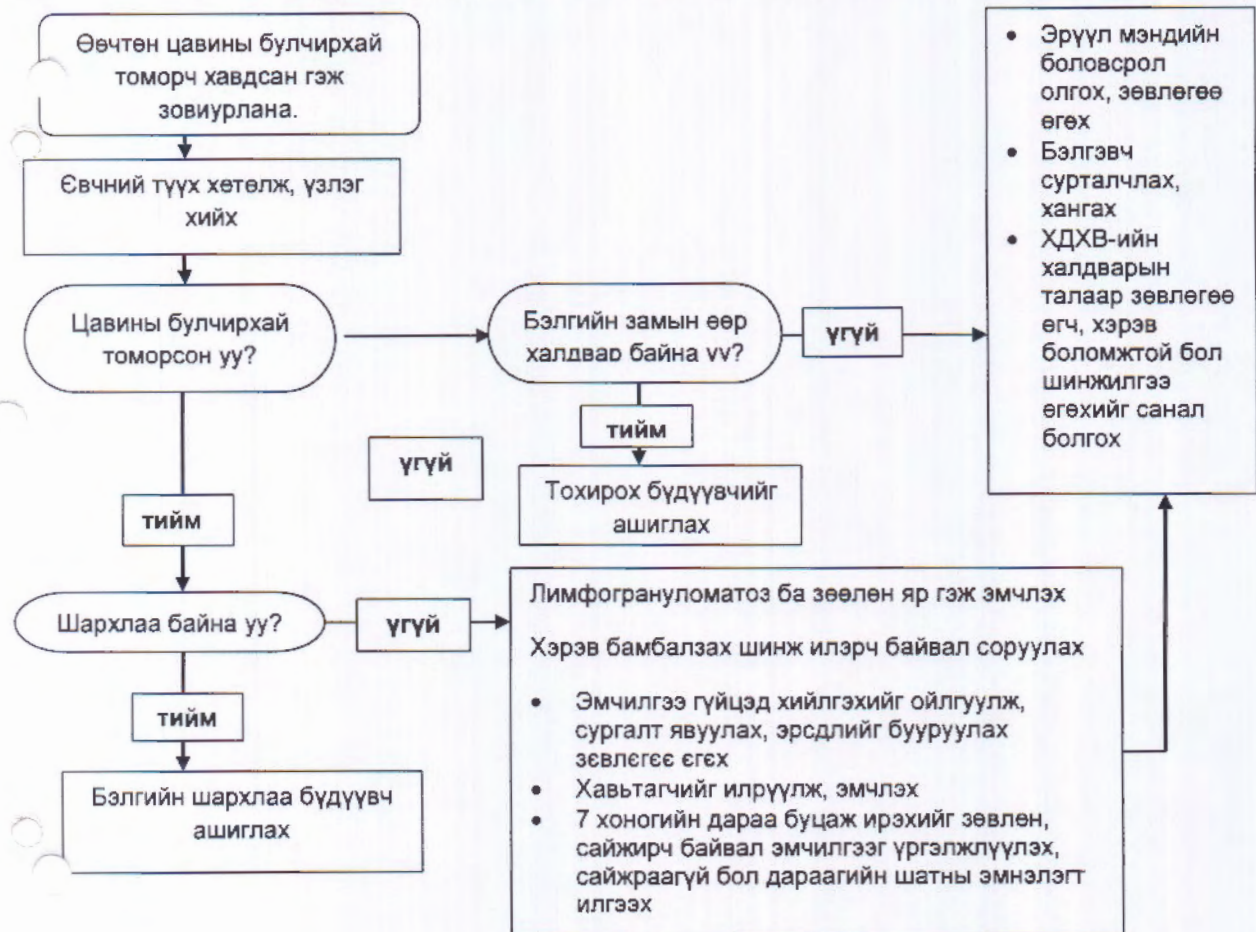 Өөчтөн цавины булчирхай
томорч хавдсан гэж
зовиурлана.
Євчний түүх хөтөлж, үзлэг
хийх
Цавины булчирхай
томорсон уу?
Бэлгийн замын өөр
халдвар байна уу?
үгүй
тийм
үгүй
Тохирох бүдүүвчийг
ашиглах
тийм
Шархлаа байна уу?
үгүй
тийм
Бэлгийн шархлаа бүдүүвч
ашиглах
Лимфогрануломатоз ба зөөлөн яр гэж эмчлэх
Хэрэв бамбалзах шинж илэрч байвал соруулах
• Эмчилгээ гүйцэд хийлгэхийг ойлгуулж,
сургалт явуулах, эрсдлийг бууруулах
зєвлєгєє єгєх
• Хавьтагчийг илрүүлж, эмчлэх
• 7 хоногийн дараа буцаж ирэхийг зөвлөн,
сайжирч байвал эмчилгээг үргэлжлүүлэх,
сайжраагүй бол дараагийн шатны эмнэлэгт
илгээх
• Эрүүл мэндийн
боловсрол
олгох, зөвлөгөө
өгөх
• Бэлгэвч
сурталчлах,
хангах
• ХДХВ-ийн
халдварын
талаар зөвлөгөө
өгч, хэрэв
боломжтой бол
шинжилгээ
өгөхийг санал
болгох